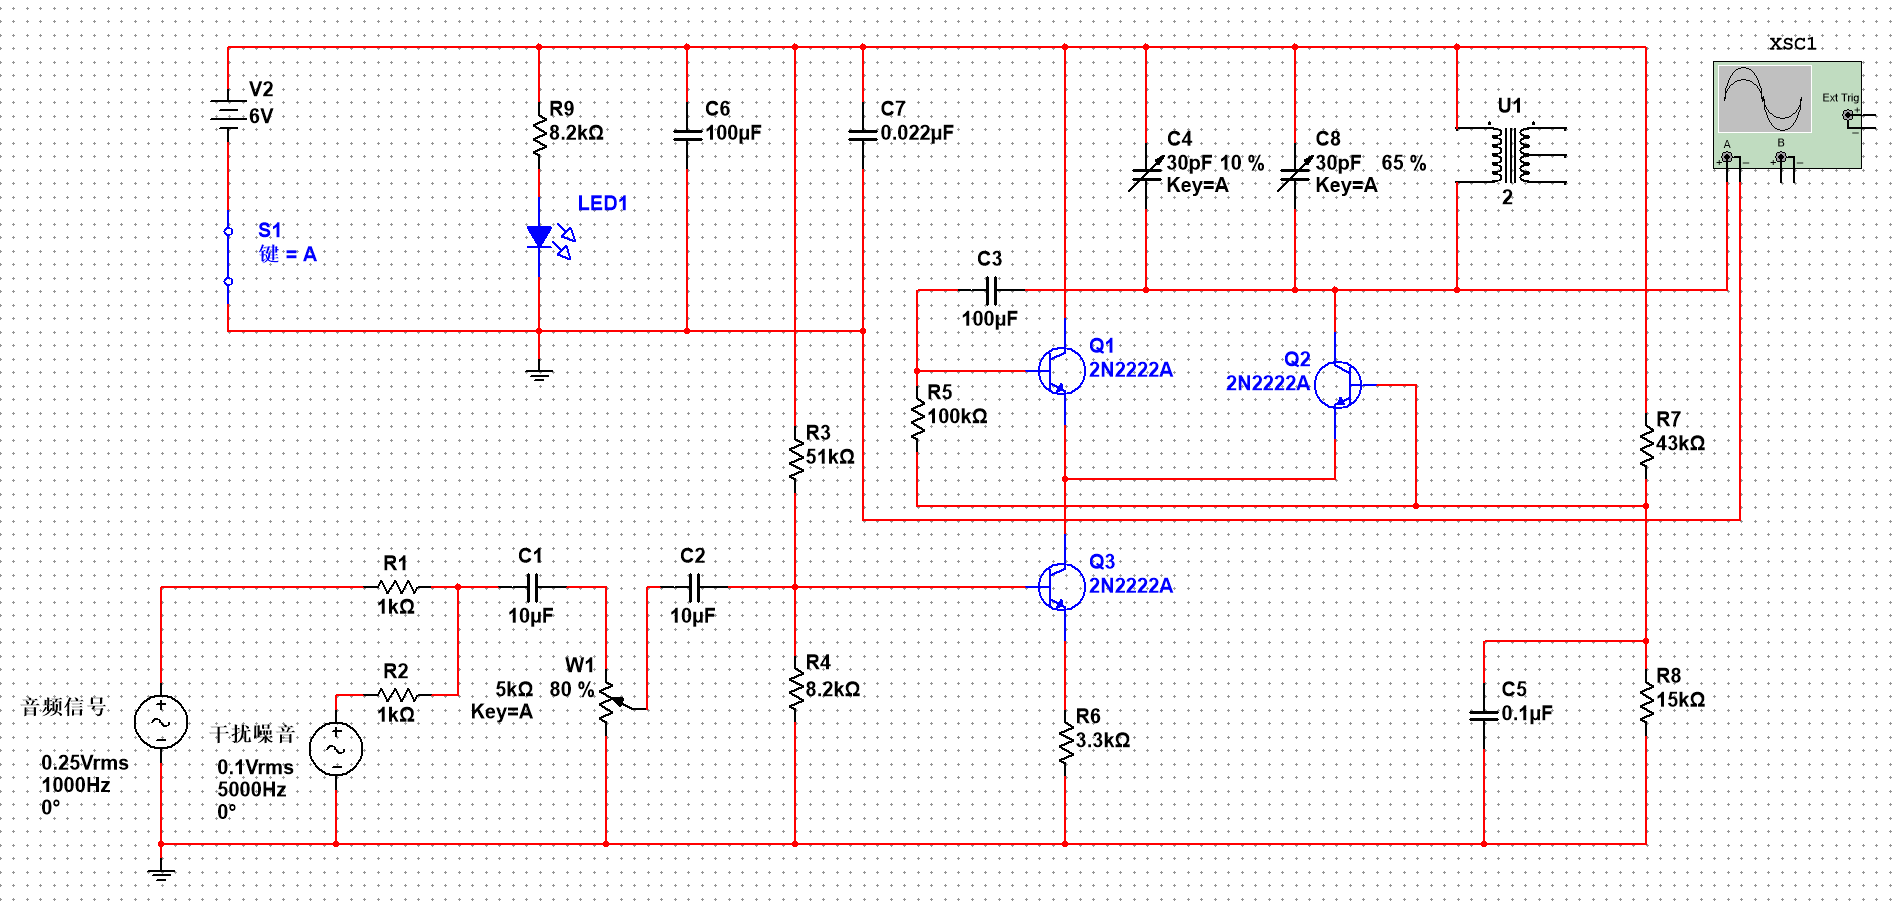 XSC1
Ext Trig
+
−
A
B
+
−
+
−
V2
6V
R9
8.2kΩ
C6
100µF
C7
0.022µF
C4
30pF 10 %
Key=A
C8
30pF 65 %
Key=A
U1
2
S1
键 = A
LED1
C3
100µF
Q1
2N2222A
Q2
2N2222A
R5
100kΩ
R7
43kΩ
R3
51kΩ
R1
1kΩ
C1
10µF
C2
10µF
Q3
2N2222A
R2
1kΩ
W1
5kΩ 80 %
Key=A
R4
8.2kΩ
R6
3.3kΩ
C5
0.1µF
R8
15kΩ
音频信号
0.25Vrms
1000Hz
0°
干扰噪音
0.1Vrms
5000Hz
0°